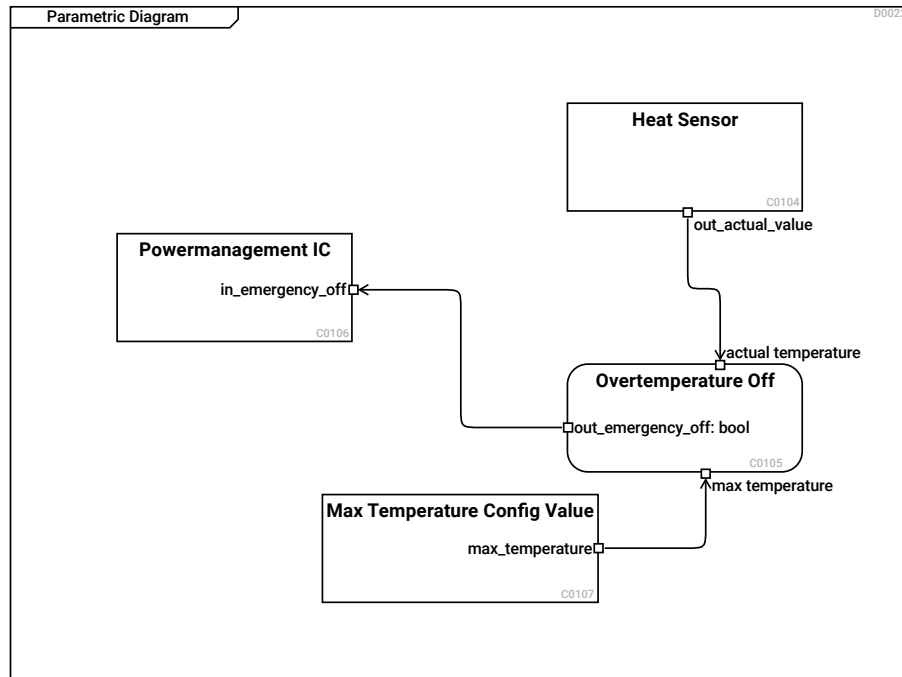 Parametric Diagram
Heat Sensor
C0104
out_actual_value
Powermanagement IC
in_emergency_off
C0106
actual temperature
Overtemperature Off
out_emergency_off: bool
C0105
max temperature
Max Temperature Config Value
max_temperature
C0107